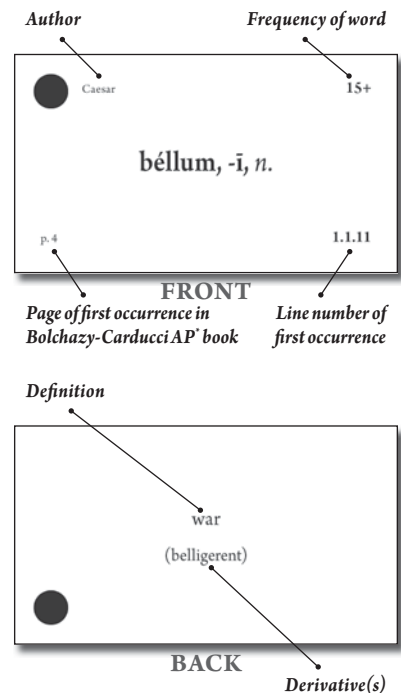 Author
Frequency of word
Caesar
15+
béllum, -ī, n.
p. 4
1.1.11
FRONT
Page of first occurrence in
Bolchazy-Carducci AP* book
Line number of
first occurrence
Definition
war
(belligerent)
BACK
Derivative(s)